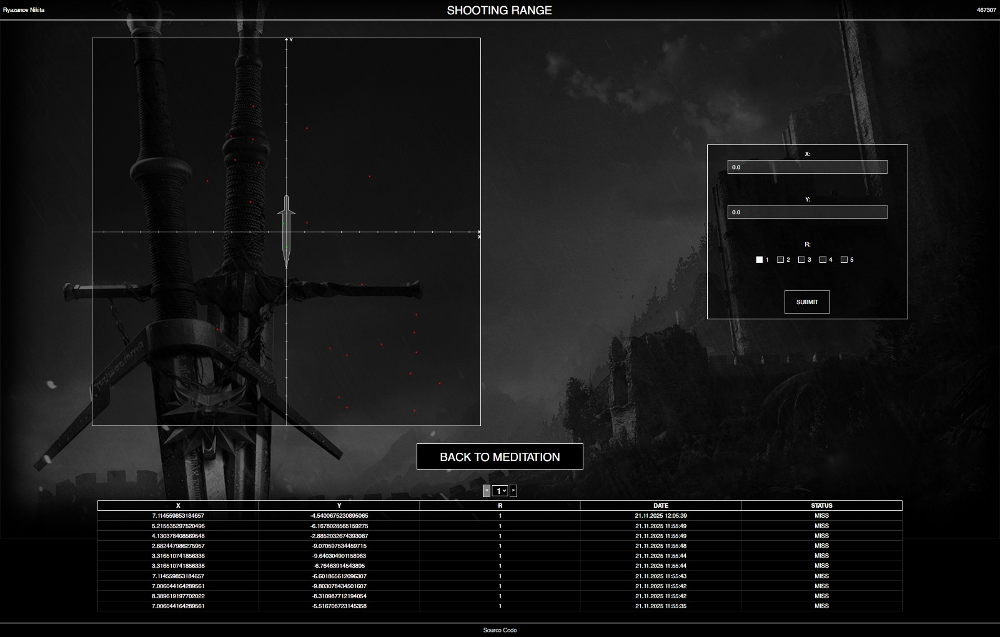 Ryazanov Nikita
SHOOTING RANGE
467307
Y
X
X:
0.0
Y:
0.0
R:
1 2 3 4 5
SUBMIT
BACK TO MEDITATION
< 1 >
X Y R DATE STATUS
7.114559853184657 -4.5400675230895065 1 21.11.2025 12:05:39 MISS
5.215535297520496 -6.1678028565159275 1 21.11.2025 11:55:49 MISS
4.130378408569548 -2.8852032674393087 1 21.11.2025 11:55:49 MISS
2.882447986275957 -9.070597534459715 1 21.11.2025 11:55:48 MISS
3.316510741856336 -9.640304901158963 1 21.11.2025 11:55:44 MISS
3.316510741856336 -6.76463914543895 1 21.11.2025 11:55:44 MISS
7.114559853184657 -6.601865612096307 1 21.11.2025 11:55:43 MISS
7.006044164289561 -9.803078434501607 1 21.11.2025 11:55:42 MISS
8.389619197702022 -8.310987712194054 1 21.11.2025 11:55:42 MISS
7.006044164289561 -5.516708723145358 1 21.11.2025 11:55:35 MISS
Source Code